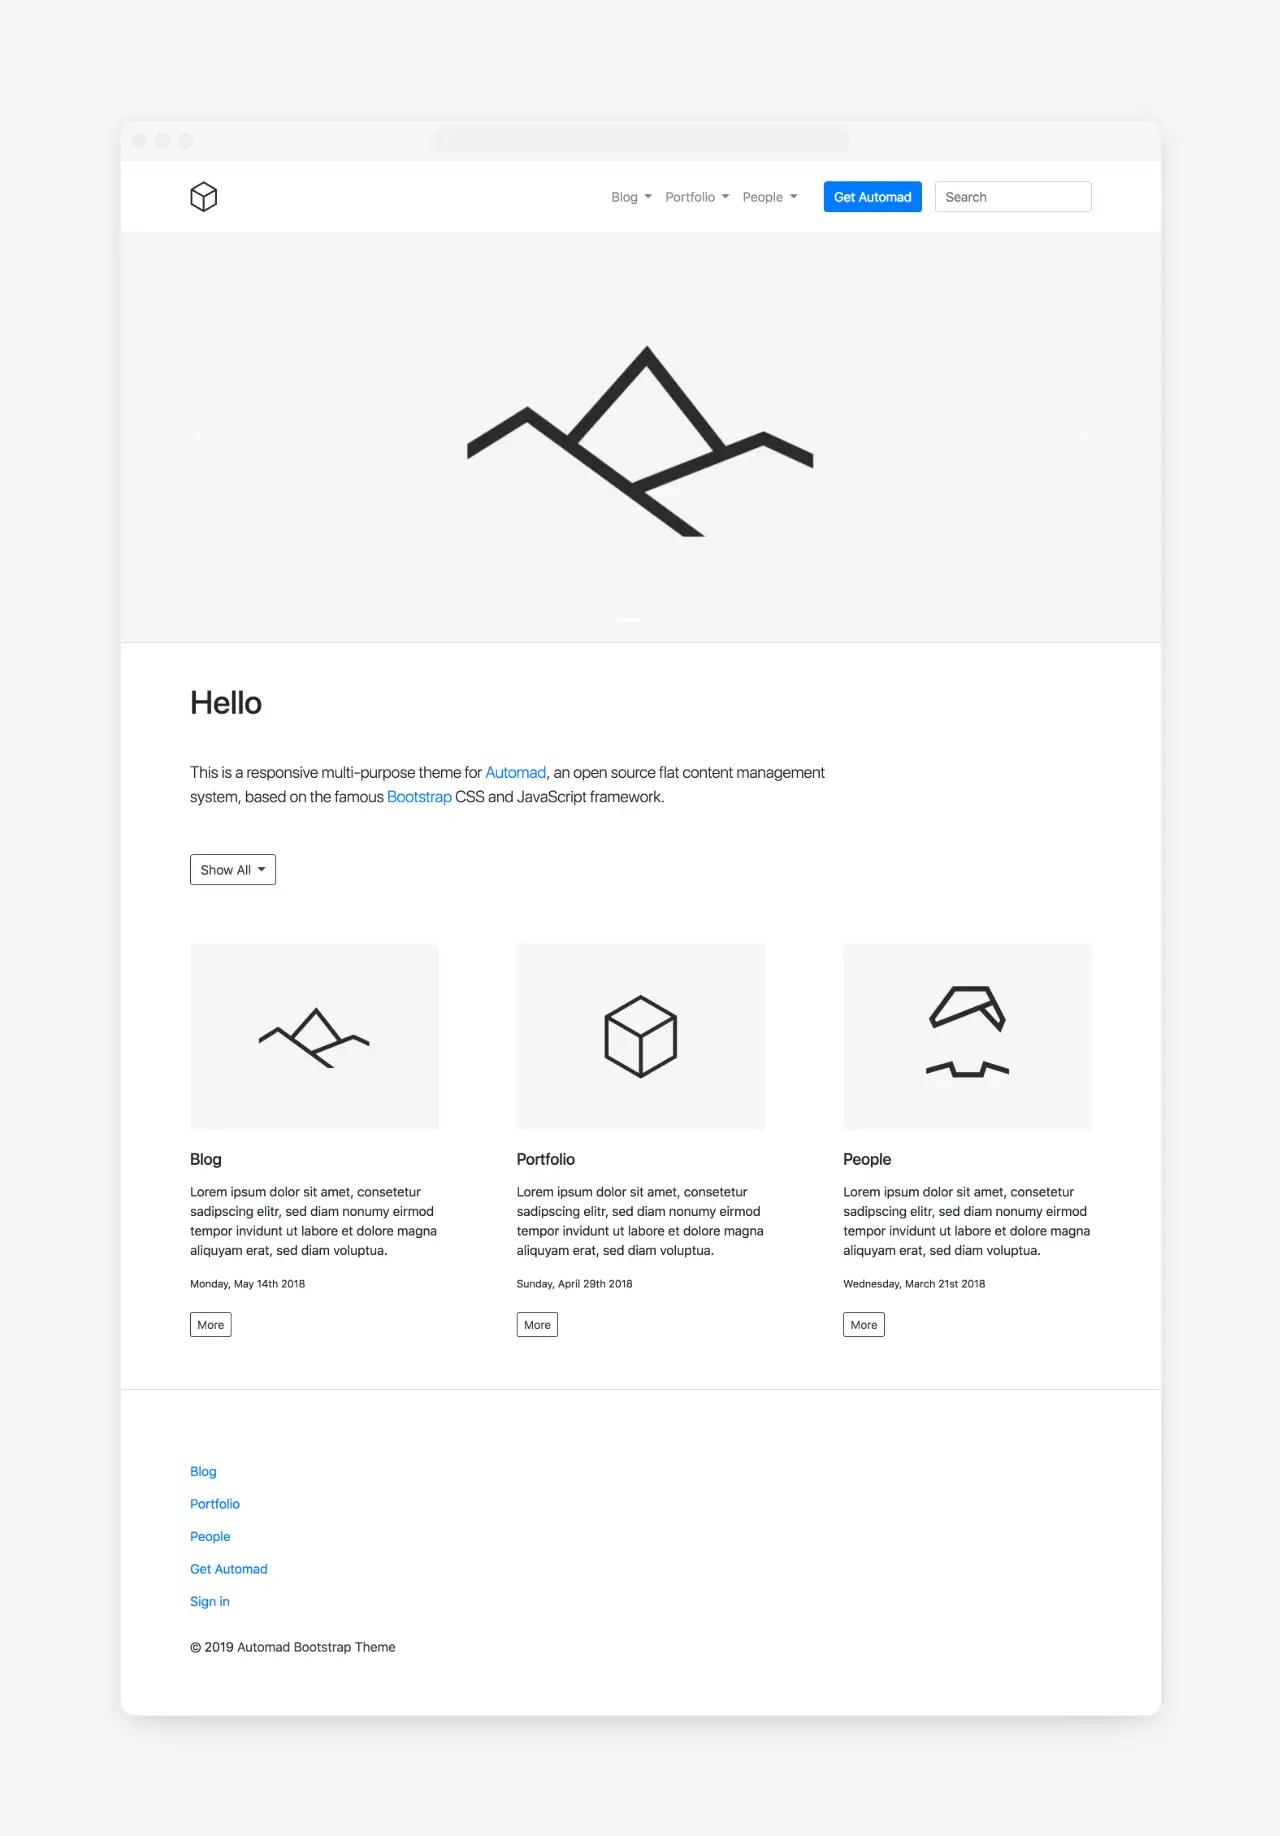 Blog Portfolio People Get Automad Search
Hello
This is a responsive multi-purpose theme for Automad, an open source flat content management
system, based on the famous Bootstrap CSS and JavaScript framework.
Show All
Blog
Lorem ipsum dolor sit amet, consetetur
sadipscing elitr, sed diam nonumy eirmod
tempor invidunt ut labore et dolore magna
aliquyam erat, sed diam voluptua.
Monday, May 14th 2018
More
Portfolio
Lorem ipsum dolor sit amet, consetetur
sadipscing elitr, sed diam nonumy eirmod
tempor invidunt ut labore et dolore magna
aliquyam erat, sed diam voluptua.
Sunday, April 29th 2018
More
People
Lorem ipsum dolor sit amet, consetetur
sadipscing elitr, sed diam nonumy eirmod
tempor invidunt ut labore et dolore magna
aliquyam erat, sed diam voluptua.
Wednesday, March 21st 2018
More
Blog
Portfolio
People
Get Automad
Sign in
© 2019 Automad Bootstrap Theme